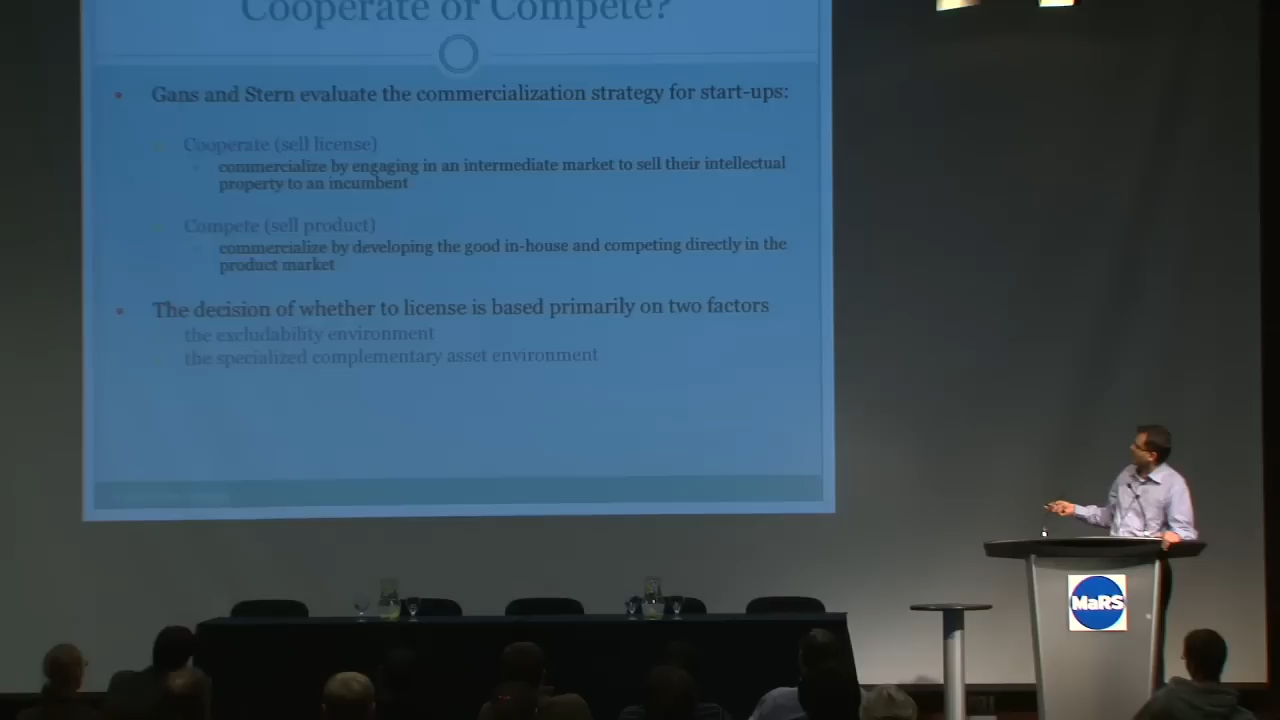 Cooperate or Compete?
Gans and Stern evaluate the commercialization strategy for start-ups:
Cooperate (sell license)
commercialize by engaging in an intermediate market to sell their intellectual
property to an incumbent
Compete (sell product)
commercialize by developing the good in-house and competing directly in the
product market
The decision of whether to license is based primarily on two factors
the excludability environment
the specialized complementary asset environment
MaRS